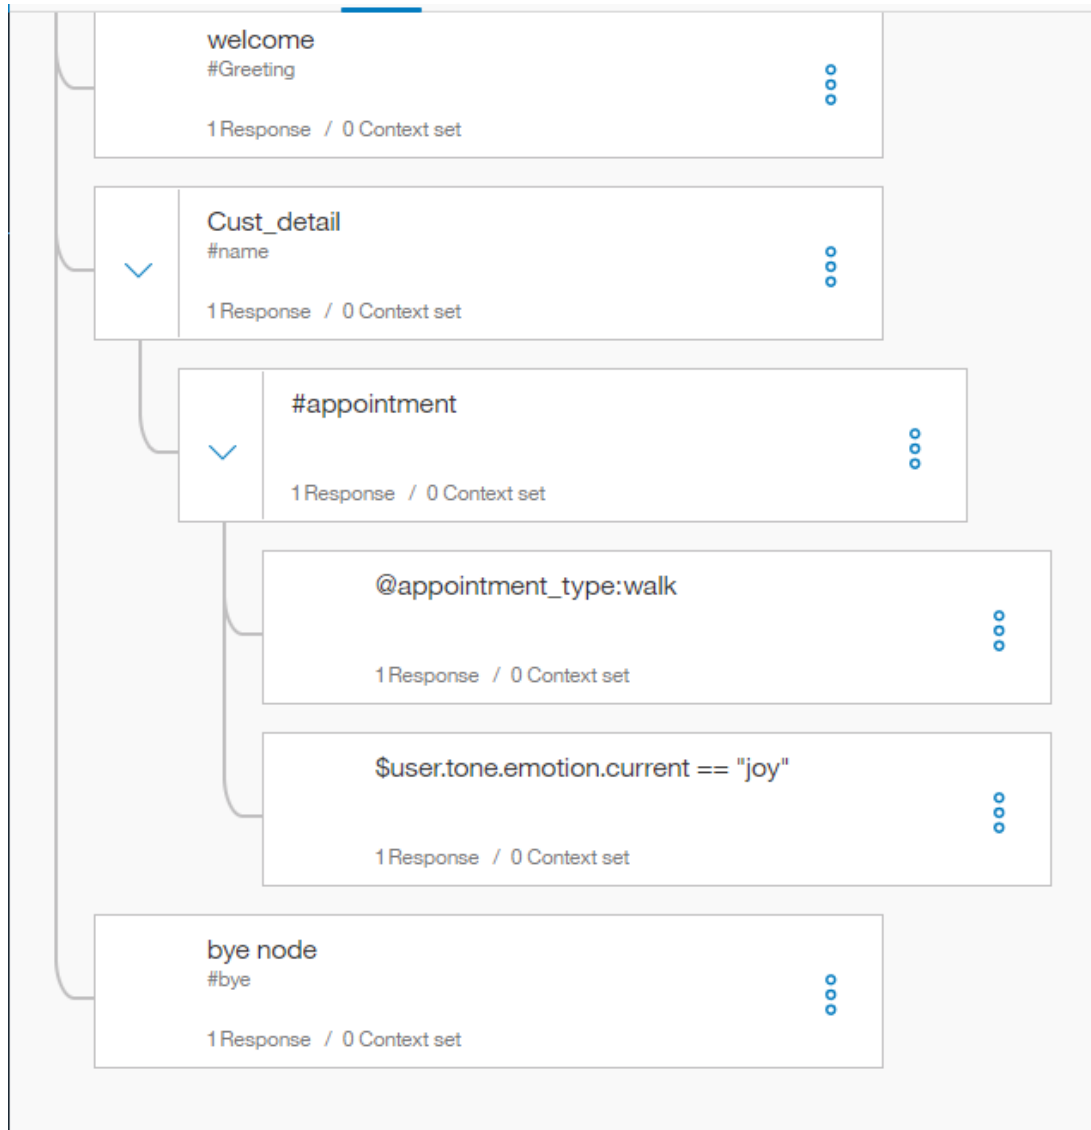 welcome
#Greeting
1 Response / 0 Context set
Cust_detail
#name
1 Response / 0 Context set
#appointment
1 Response / 0 Context set
@appointment_type:walk
1 Response / 0 Context set
$user.tone.emotion.current == "joy"
1 Response / 0 Context set
bye node
#bye
1 Response / 0 Context set